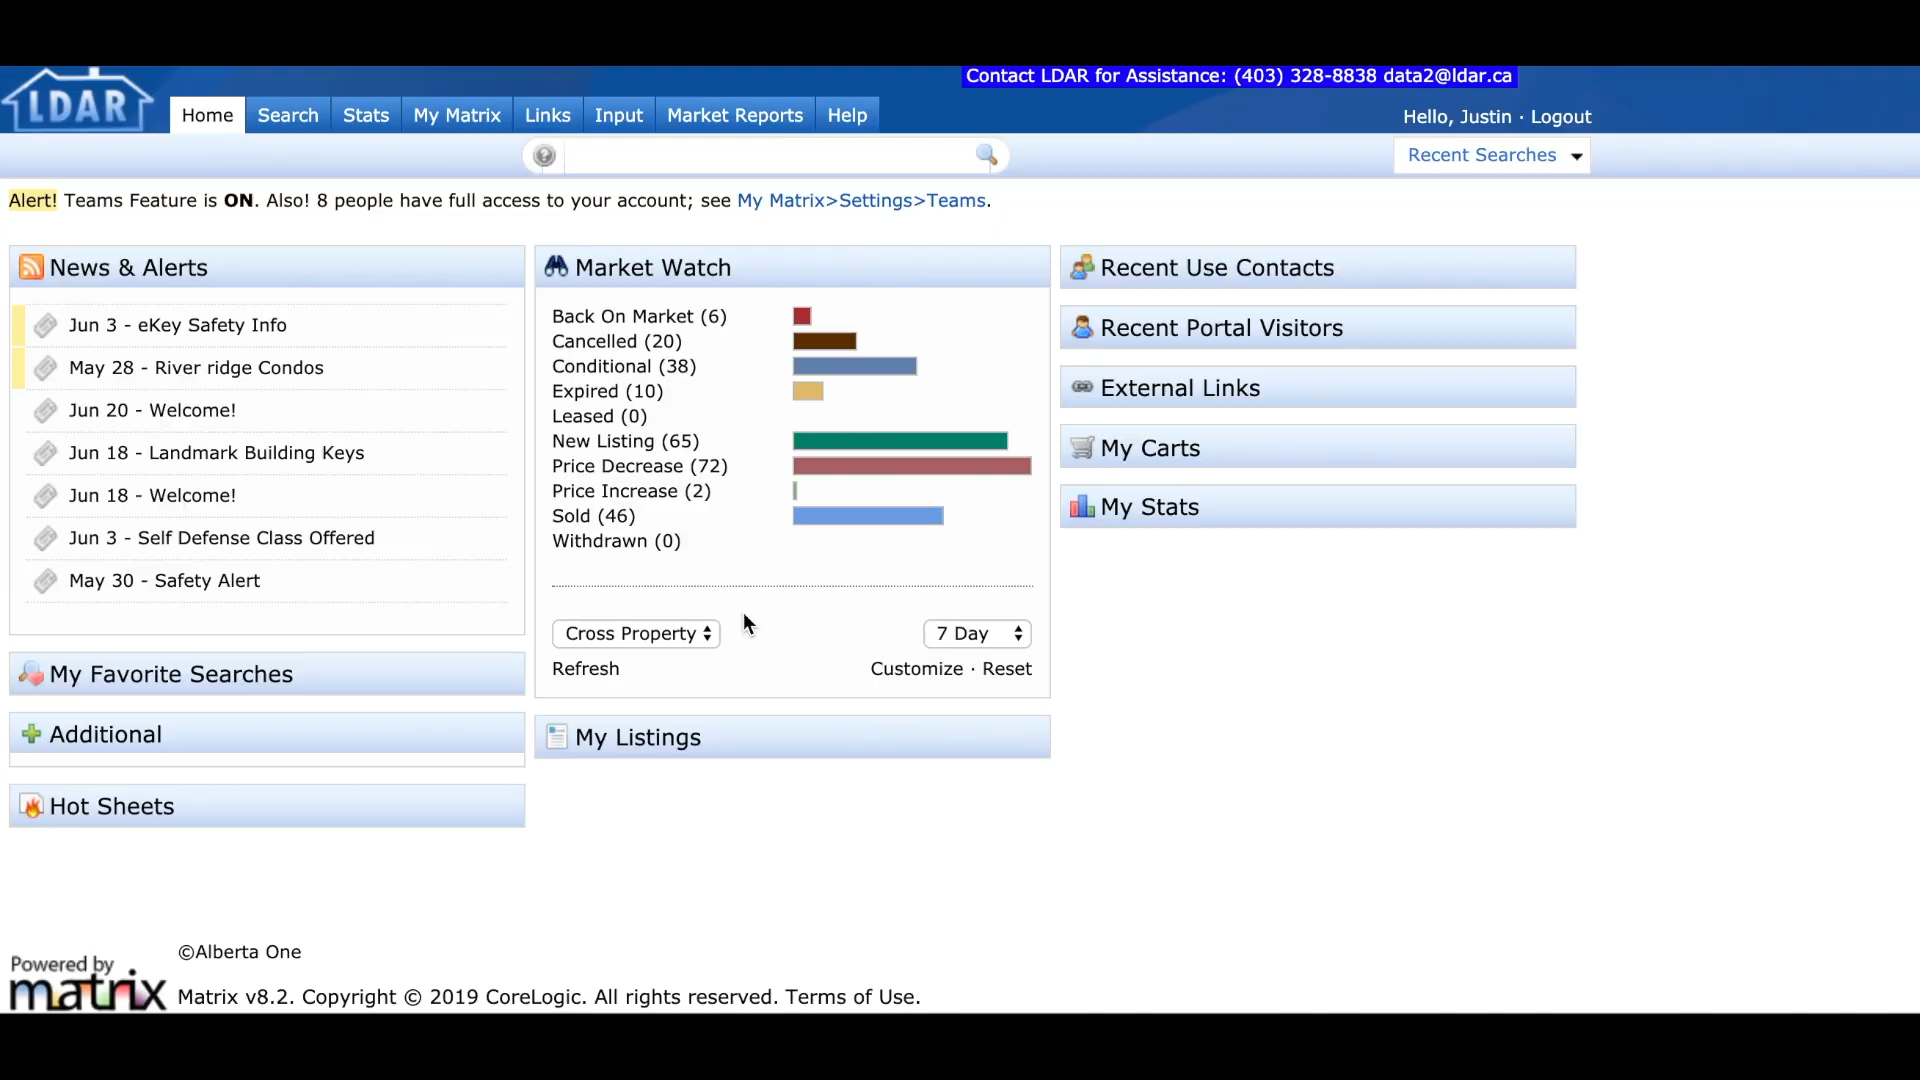 Contact LDAR for Assistance: (403) 328-8838 data2@ldar.ca
LDAR
Home Search Stats My Matrix Links Input Market Reports Help
Hello, Justin · Logout
Recent Searches
Alert! Teams Feature is ON. Also! 8 people have full access to your account; see My Matrix>Settings>Teams.
News & Alerts
Jun 3 - eKey Safety Info
May 28 - River ridge Condos
Jun 20 - Welcome!
Jun 18 - Landmark Building Keys
Jun 18 - Welcome!
Jun 3 - Self Defense Class Offered
May 30 - Safety Alert
My Favorite Searches
Additional
Hot Sheets
Market Watch
Back On Market (6)
Cancelled (20)
Conditional (38)
Expired (10)
Leased (0)
New Listing (65)
Price Decrease (72)
Price Increase (2)
Sold (46)
Withdrawn (0)
Cross Property 7 Day
Refresh Customize · Reset
My Listings
Recent Use Contacts
Recent Portal Visitors
External Links
My Carts
My Stats
©Alberta One
Powered by
matrix
Matrix v8.2. Copyright © 2019 CoreLogic. All rights reserved. Terms of Use.